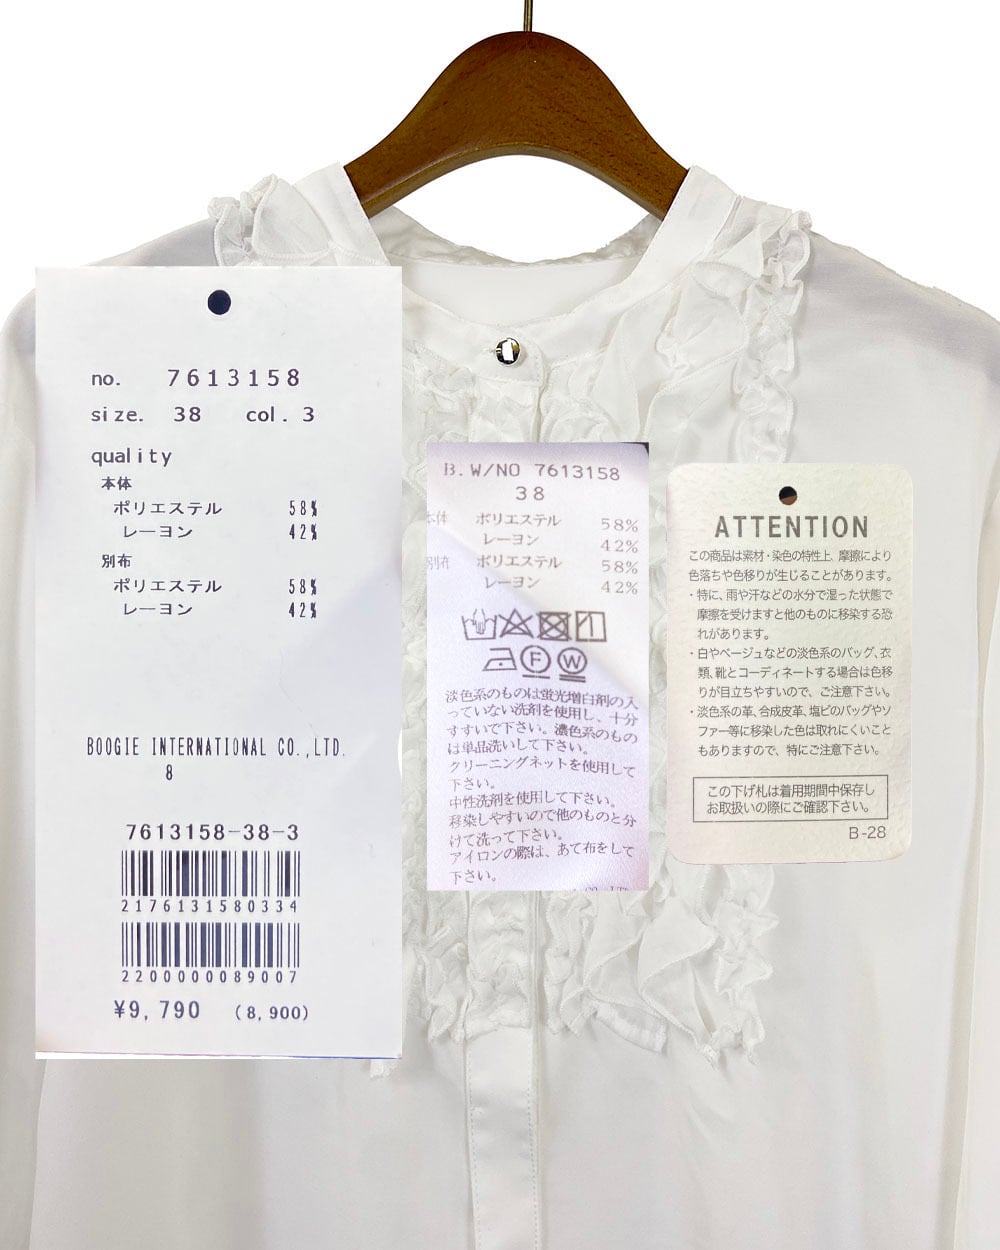 no. 7613158
size. 38 col. 3
quality
本体
ポリエステル 58%
レーヨン 42%
別布
ポリエステル 58%
レーヨン 42%
BOOGIE INTERNATIONAL CO.,LTD.
8
7613158-38-3
2176131580334
2200000089007
¥9,790 (8,900)
B.W/NO 7613158
38
本体 ポリエステル 58%
レーヨン 42%
別布 ポリエステル 58%
レーヨン 42%
F W
淡色系のものは蛍光増白剤の入
っていない洗剤を使用し、十分
すすいで下さい。濃色系のもの
は単品洗いして下さい。
クリーニングネットを使用して
下さい。
中性洗剤を使用して下さい。
移染しやすいので他のものと分
けて洗って下さい。
アイロンの際は、あて布をして
下さい。
ATTENTION
この商品は素材・染色の特性上、摩擦により
色落ちや色移りが生じることがあります。
・特に、雨や汗などの水分で湿った状態で
摩擦を受けますと他のものに移染する恐
れがあります。
・白やベージュなどの淡色系のバッグ、衣
類、靴とコーディネートする場合は色移
りが目立ちやすいので、ご注意下さい。
・淡色系の革、合成皮革、塩ビのバッグやソ
ファー等に移染した色は取れにくいこと
もありますので、特にご注意下さい。
この下げ札は着用期間中保存し
お取扱いの際にご確認下さい。
B-28